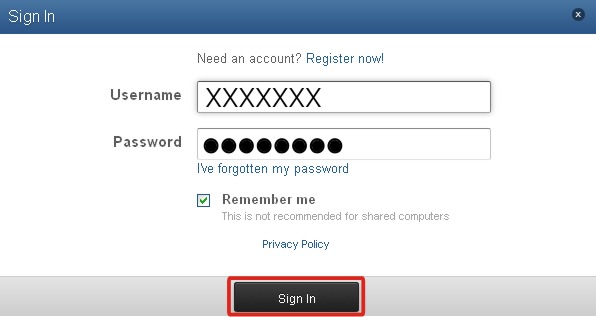 Sign In
Need an account? Register now!
Username XXXXXXX
Password ●●●●●●●●
I've forgotten my password
Remember me
This is not recommended for shared computers
Privacy Policy
Sign In